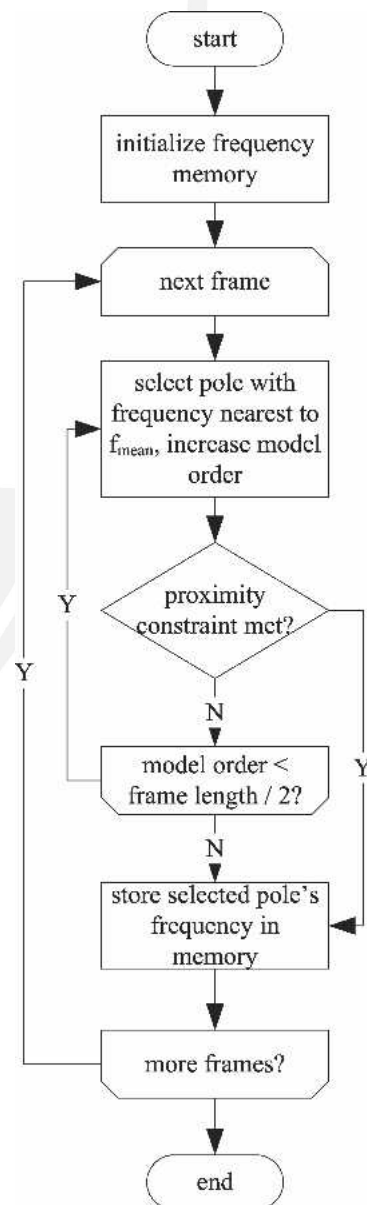 start
initialize frequency
memory
next frame
select pole with
frequency nearest to
fmean, increase model
order
proximity
constraint met?
Y
Y
N
Y
model order <
frame length / 2?
N
store selected pole's
frequency in
memory
more frames?
end